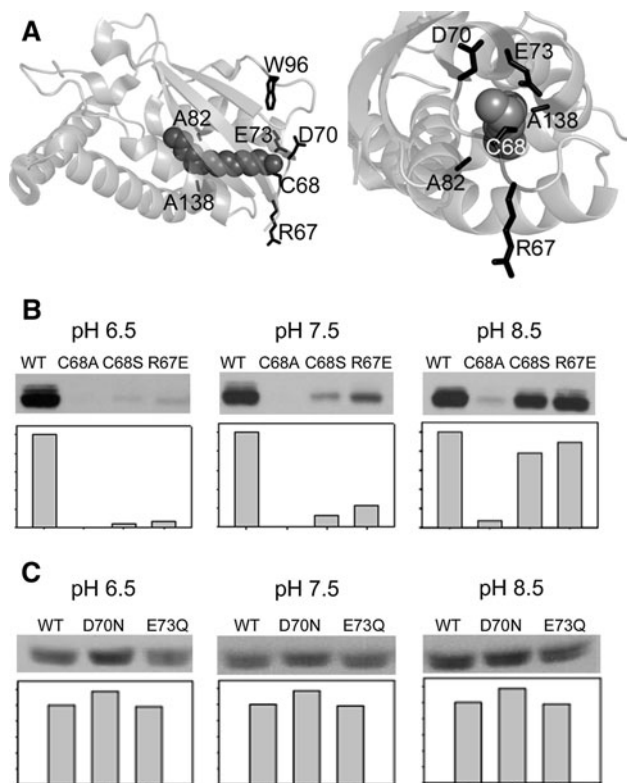 A
W96
A82
E73
D70
C68
A138
R67
D70
E73
A138
C68
A82
R67
B
pH 6.5
pH 7.5
pH 8.5
WT C68A C68S R67E
WT C68A C68S R67E
WT C68A C68S R67E
C
pH 6.5
pH 7.5
pH 8.5
WT D70N E73Q
WT D70N E73Q
WT D70N E73Q